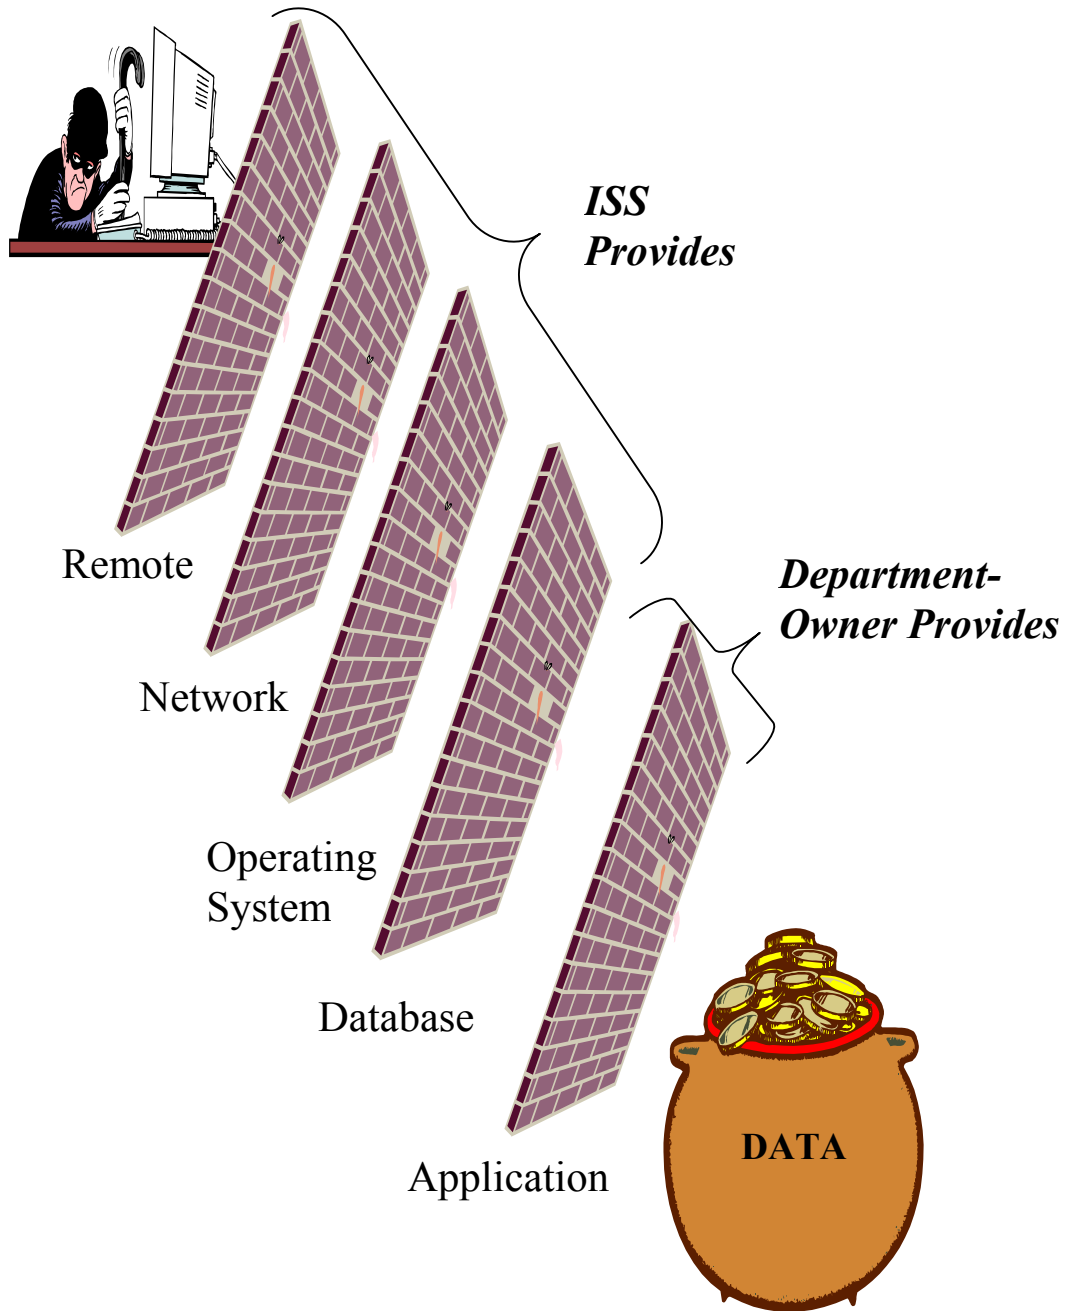 ISS
Provides
Remote
Department-
Owner Provides
Network
Operating
System
Database
DATA
Application